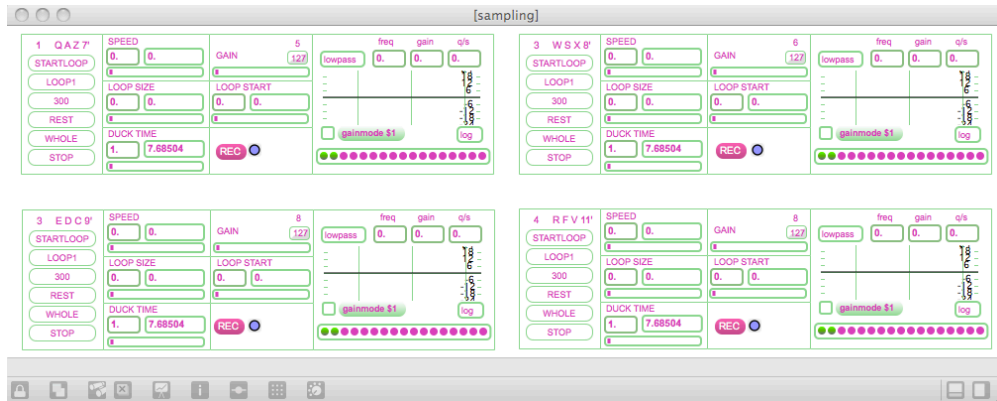 [sampling]
1 QAZ 7' SPEED 5 freq gain q/s
STARTLOOP 0. 0. GAIN 127 lowpass 0. 0. 0.
LOOP1 LOOP SIZE LOOP START
300 0. 0. 0. 0.
REST DUCK TIME
WHOLE 1. 7.68504 REC gainmode $1 log
STOP
3 WSX 8' SPEED 6 freq gain q/s
STARTLOOP 0. 0. GAIN 127 lowpass 0. 0. 0.
LOOP1 LOOP SIZE LOOP START
300 0. 0. 0. 0.
REST DUCK TIME
WHOLE 1. 7.68504 REC gainmode $1 log
STOP
3 EDC 9' SPEED 8 freq gain q/s
STARTLOOP 0. 0. GAIN 127 lowpass 0. 0. 0.
LOOP1 LOOP SIZE LOOP START
300 0. 0. 0. 0.
REST DUCK TIME
WHOLE 1. 7.68504 REC gainmode $1 log
STOP
4 RFV 11' SPEED 8 freq gain q/s
STARTLOOP 0. 0. GAIN 127 lowpass 0. 0. 0.
LOOP1 LOOP SIZE LOOP START
300 0. 0. 0. 0.
REST DUCK TIME
WHOLE 1. 7.68504 REC gainmode $1 log
STOP